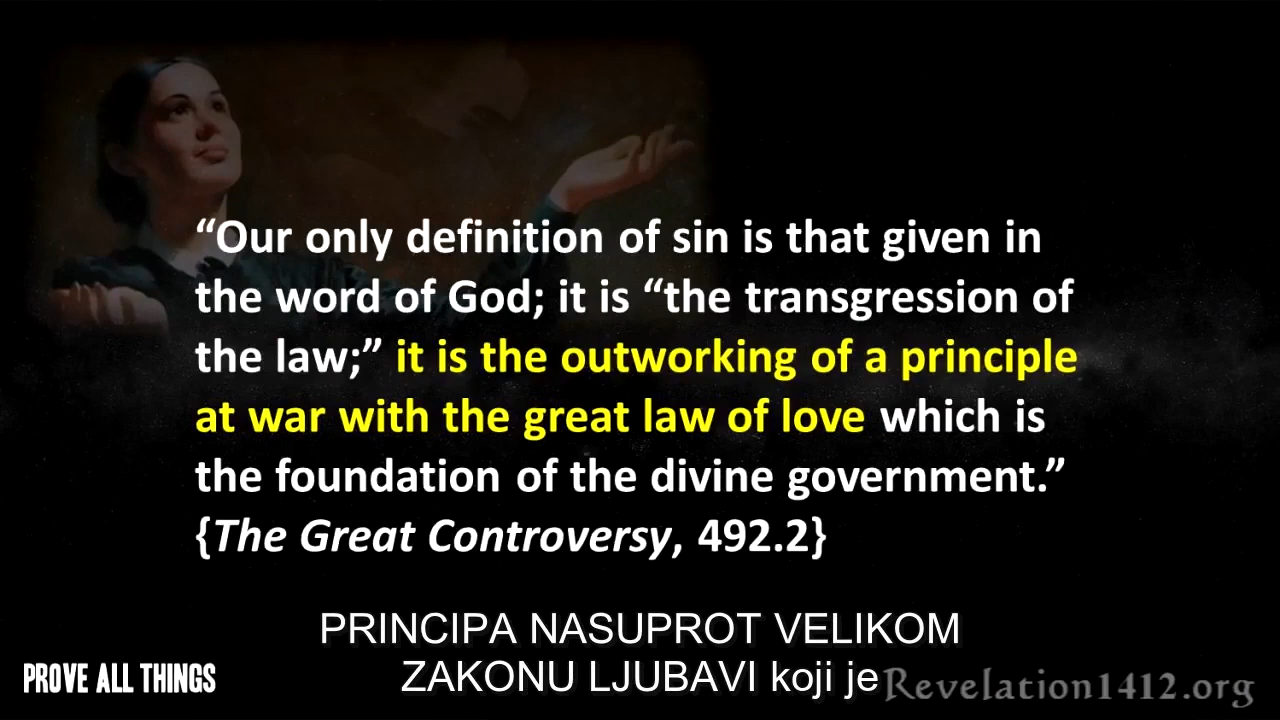 “Our only definition of sin is that given in
the word of God; it is “the transgression of
the law;” it is the outworking of a principle
at war with the great law of love which is
the foundation of the divine government.”
{The Great Controversy, 492.2}
PRINCIPA NASUPROT VELIKOM
ZAKONU LJUBAVI koji je
PROVE ALL THINGS
Revelation1412.org